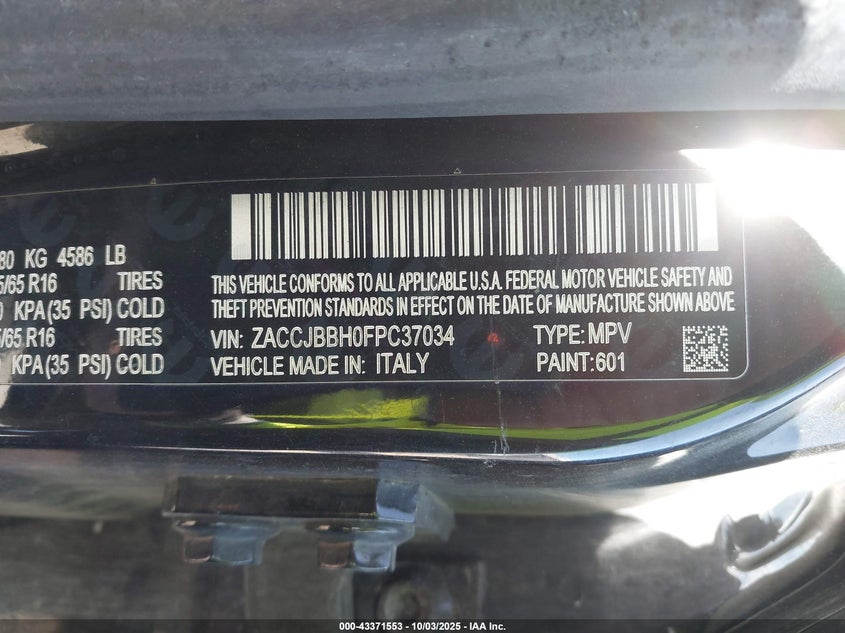 80 KG 4586 LB
5/65 R16 TIRES
0 KPA(35 PSI) COLD
5/65 R16 TIRES
0 KPA(35 PSI) COLD
THIS VEHICLE CONFORMS TO ALL APPLICABLE U.S.A. FEDERAL MOTOR VEHICLE SAFETY AND
THEFT PREVENTION STANDARDS IN EFFECT ON THE DATE OF MANUFACTURE SHOWN ABOVE
VIN: ZACCJBBH0FPC37034 TYPE: MPV
VEHICLE MADE IN: ITALY PAINT:601
000-43371553 - 10/03/2025 - IAA Inc.